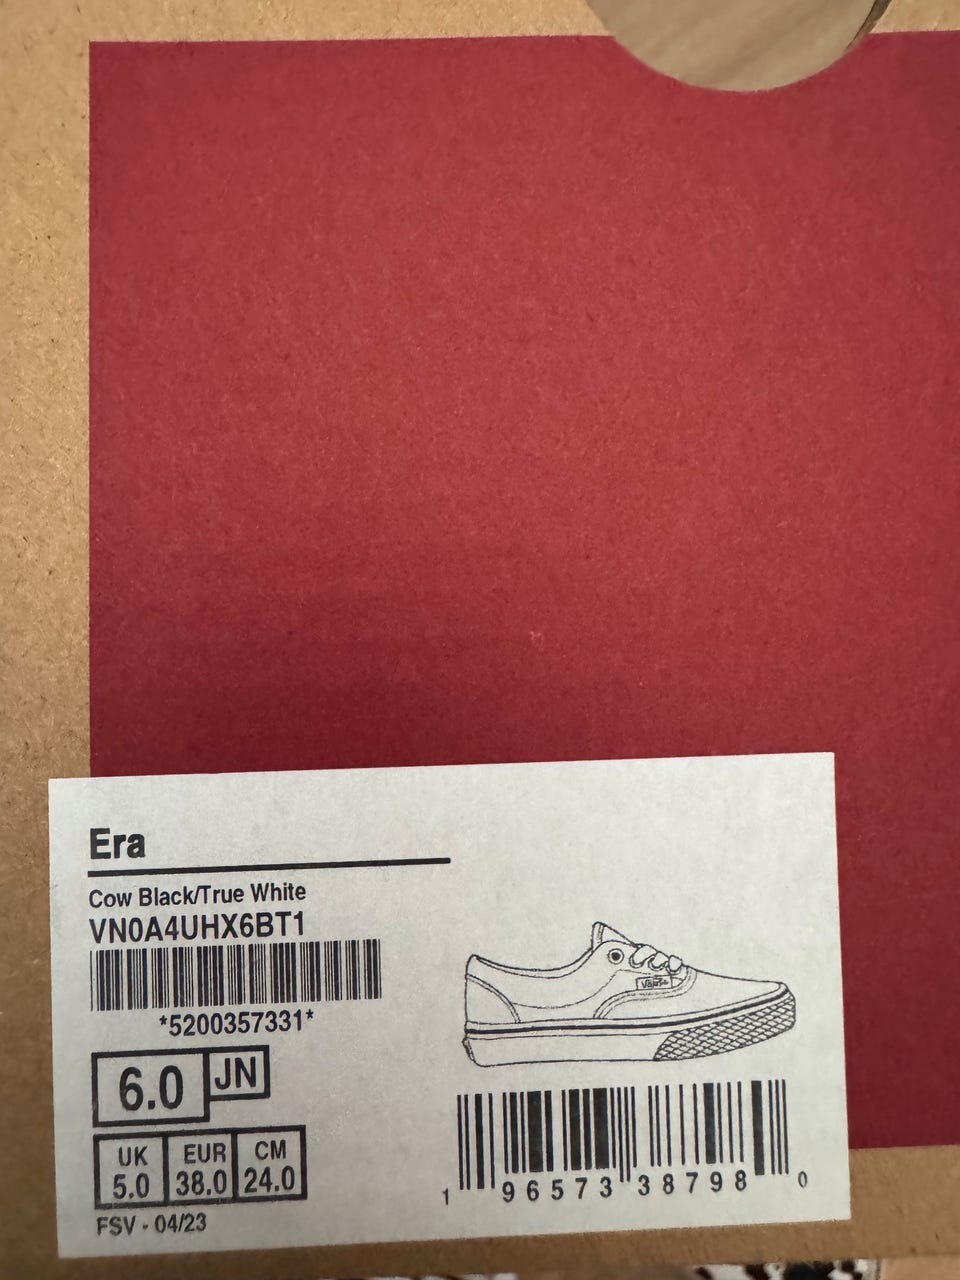 Era
Cow Black/True White
VN0A4UHX6BT1
*5200357331*
6.0 JN
UK EUR CM
5.0 38.0 24.0
FSV - 04/23
1 96573 38798 0